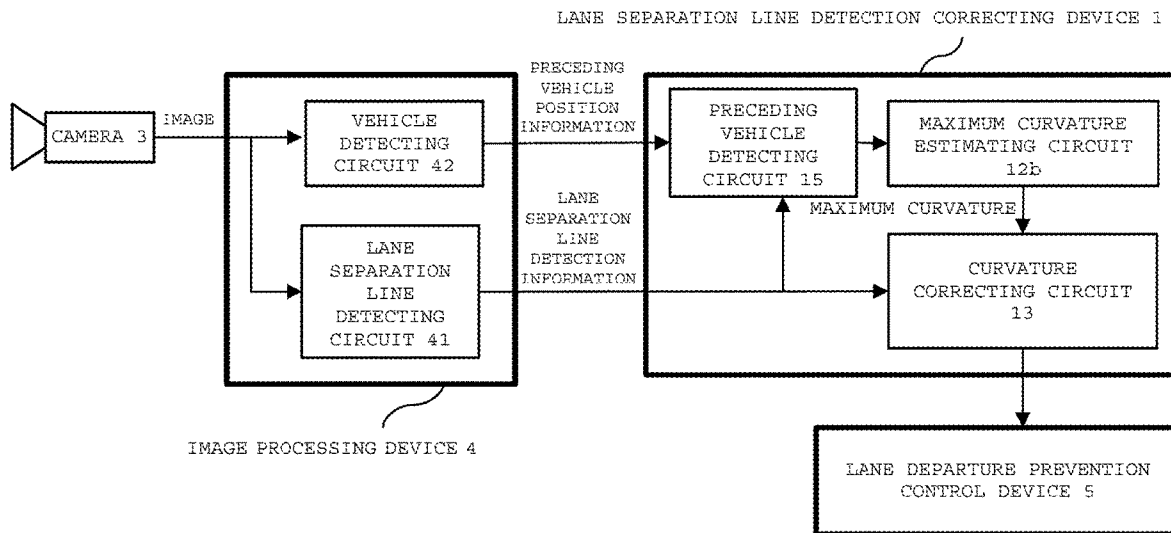 LANE SEPARATION LINE DETECTION CORRECTING DEVICE 1
CAMERA 3
IMAGE
VEHICLE
DETECTING
CIRCUIT 42
LANE
SEPARATION
LINE
DETECTING
CIRCUIT 41
IMAGE PROCESSING DEVICE 4
PRECEDING
VEHICLE
POSITION
INFORMATION
LANE
SEPARATION
LINE
DETECTION
INFORMATION
PRECEDING
VEHICLE
DETECTING
CIRCUIT 15
MAXIMUM CURVATURE
ESTIMATING CIRCUIT
12b
MAXIMUM CURVATURE
CURVATURE
CORRECTING CIRCUIT
13
LANE DEPARTURE PREVENTION
CONTROL DEVICE 5